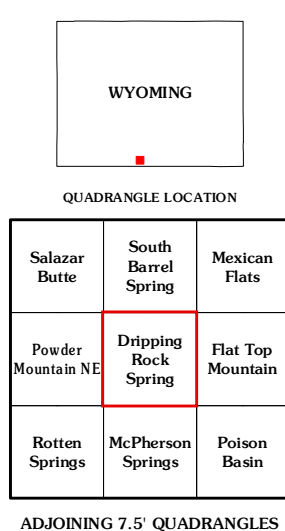 WYOMING
QUADRANGLE LOCATION
Salazar
Butte
South
Barrel
Spring
Mexican
Flats
Powder
Mountain NE
Dripping
Rock
Spring
Flat Top
Mountain
Rotten
Springs
McPherson
Springs
Poison
Basin
ADJOINING 7.5' QUADRANGLES